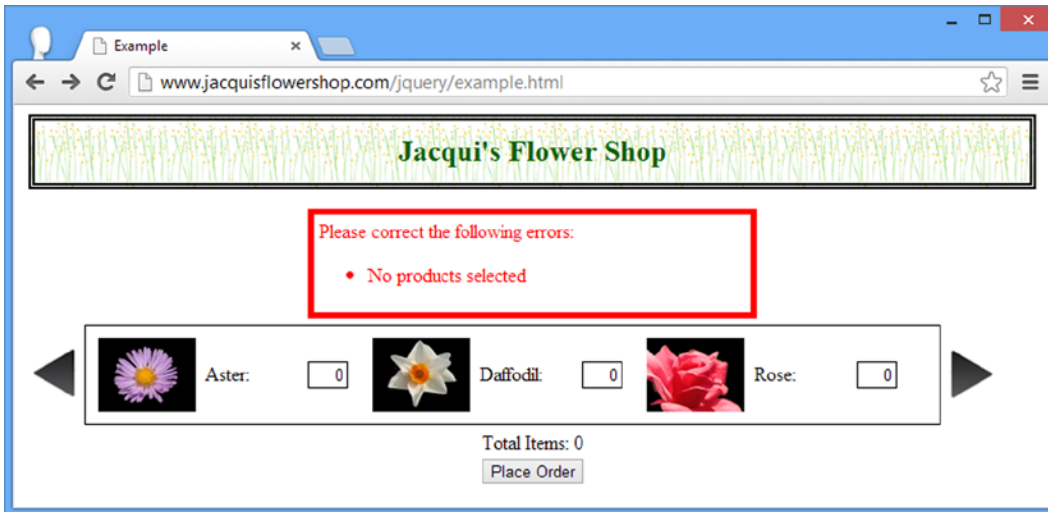 Example
www.jacquisflowershop.com/jquery/example.html
Jacqui's Flower Shop
Please correct the following errors:
• No products selected
Aster: 0 Daffodil: 0 Rose: 0
Total Items: 0
Place Order